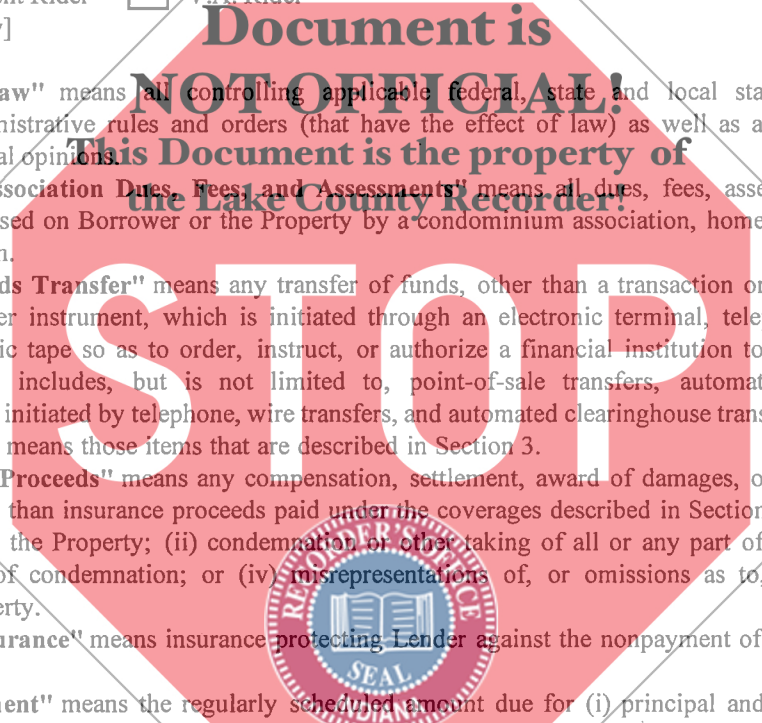 Document is
NOT OFFICIAL!
This Document is the property of
the Lake County Recorder!
STOP
V.A. Rider
y]
aw" means all controlling applicable federal, state and local sta
nistrative rules and orders (that have the effect of law) as well as a
al opinions.
ssociation Dues, Fees, and Assessments" means all dues, fees, asse
sed on Borrower or the Property by a condominium association, home
n.
ds Transfer" means any transfer of funds, other than a transaction or
er instrument, which is initiated through an electronic terminal, tele
ic tape so as to order, instruct, or authorize a financial institution to
includes, but is not limited to, point-of-sale transfers, automat
initiated by telephone, wire transfers, and automated clearinghouse trans
means those items that are described in Section 3.
Proceeds" means any compensation, settlement, award of damages, o
than insurance proceeds paid under the coverages described in Section
the Property; (ii) condemnation or other taking of all or any part of
of condemnation; or (iv) misrepresentations of, or omissions as to,
erty.
urance" means insurance protecting Lender against the nonpayment of
ent" means the regularly scheduled amount due for (i) principal and
RECORDER'S OFFICE
SEAL
INDIANA